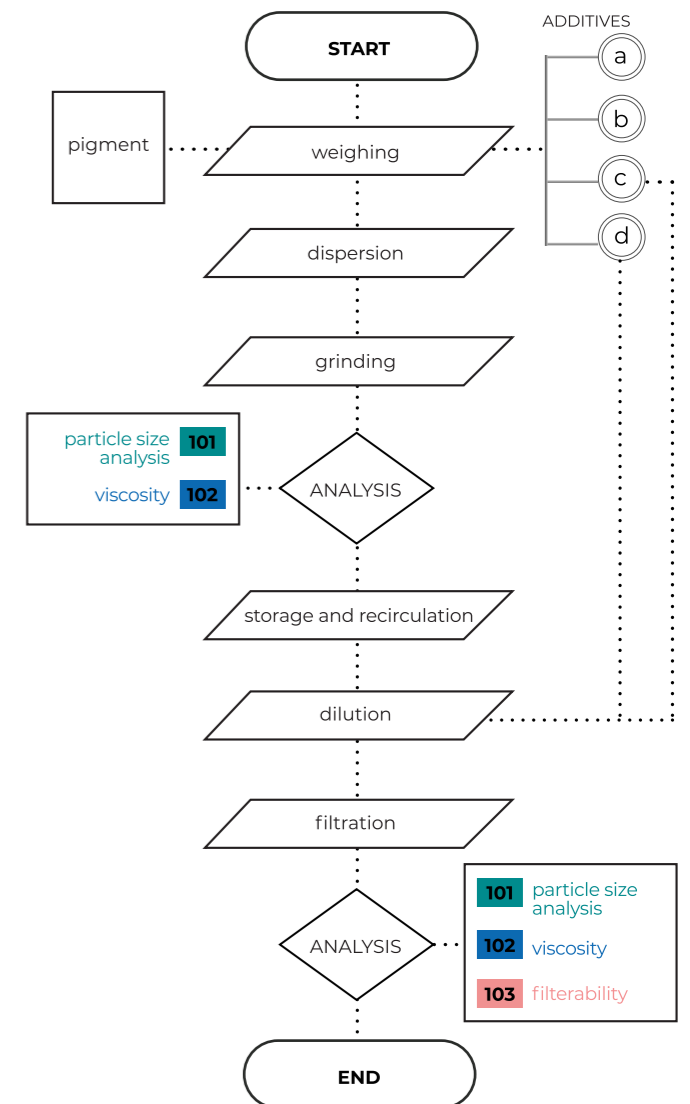 ADDITIVES
START
a
pigment
weighing
b
c
d
dispersion
grinding
particle size
analysis
101
viscosity
102
ANALYSIS
storage and recirculation
dilution
filtration
ANALYSIS
101
particle size
analysis
102
viscosity
103
filterability
END